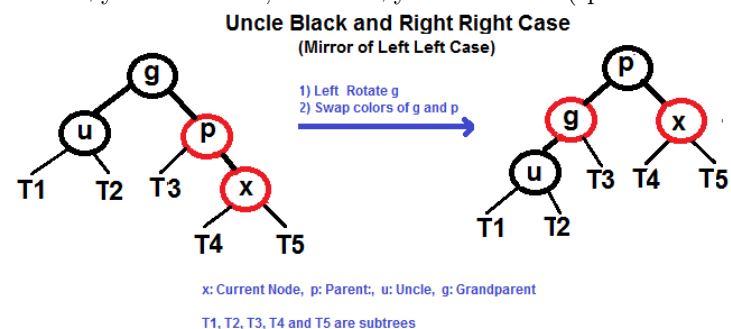 Uncle Black and Right Right Case
(Mirror of Left Left Case)
g
p
1) Left Rotate g
2) Swap colors of g and p
u
p
g
x
x
u
T1
T2
T3
T3
T4
T5
T4
T5
T1
T2
x: Current Node, p: Parent:, u: Uncle, g: Grandparent
T1, T2, T3, T4 and T5 are subtrees